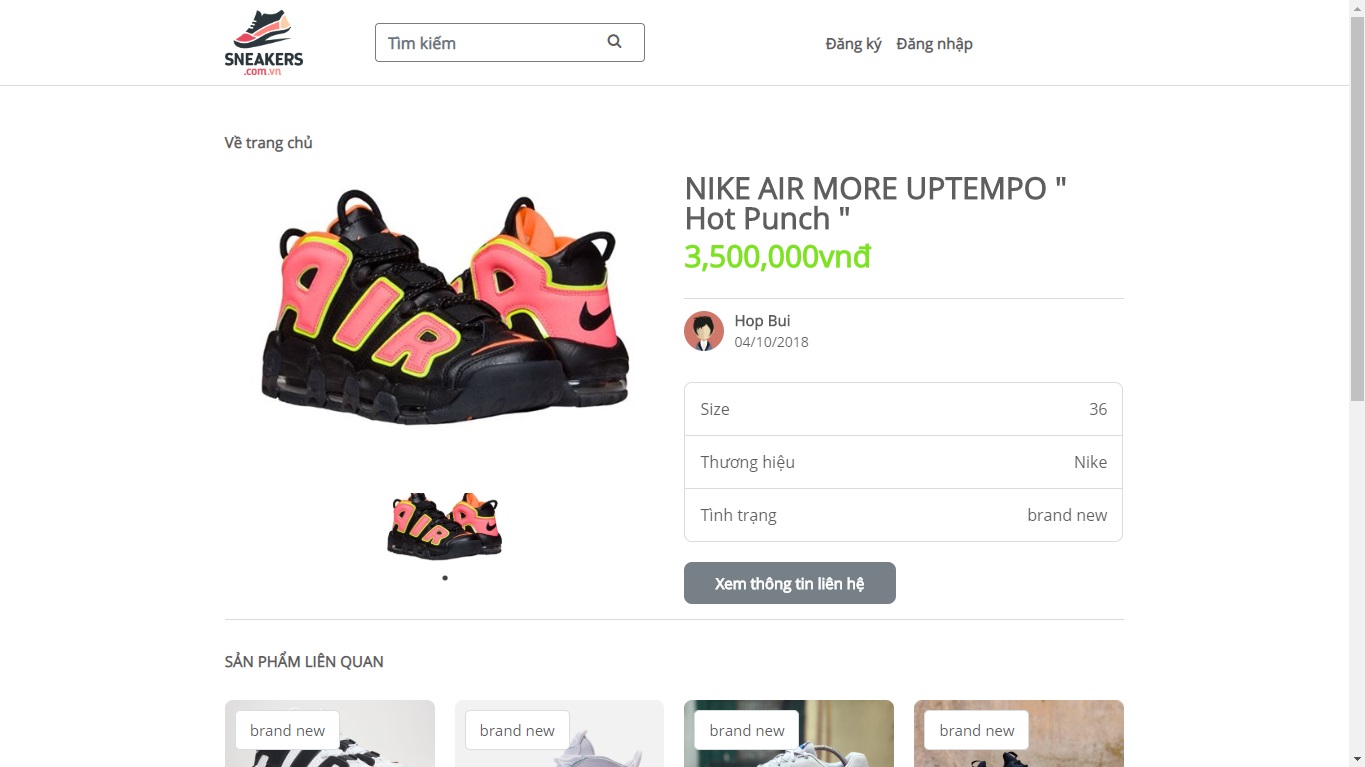 SNEAKERS
.com.vn
Tìm kiếm
Đăng ký Đăng nhập
Về trang chủ
AIR
NIKE AIR MORE UPTEMPO "
Hot Punch "
3,500,000vnđ
Hop Bui
04/10/2018
Size 36
Thương hiệu Nike
Tình trạng brand new
AIR
Xem thông tin liên hệ
SẢN PHẨM LIÊN QUAN
brand new
brand new
brand new
brand new